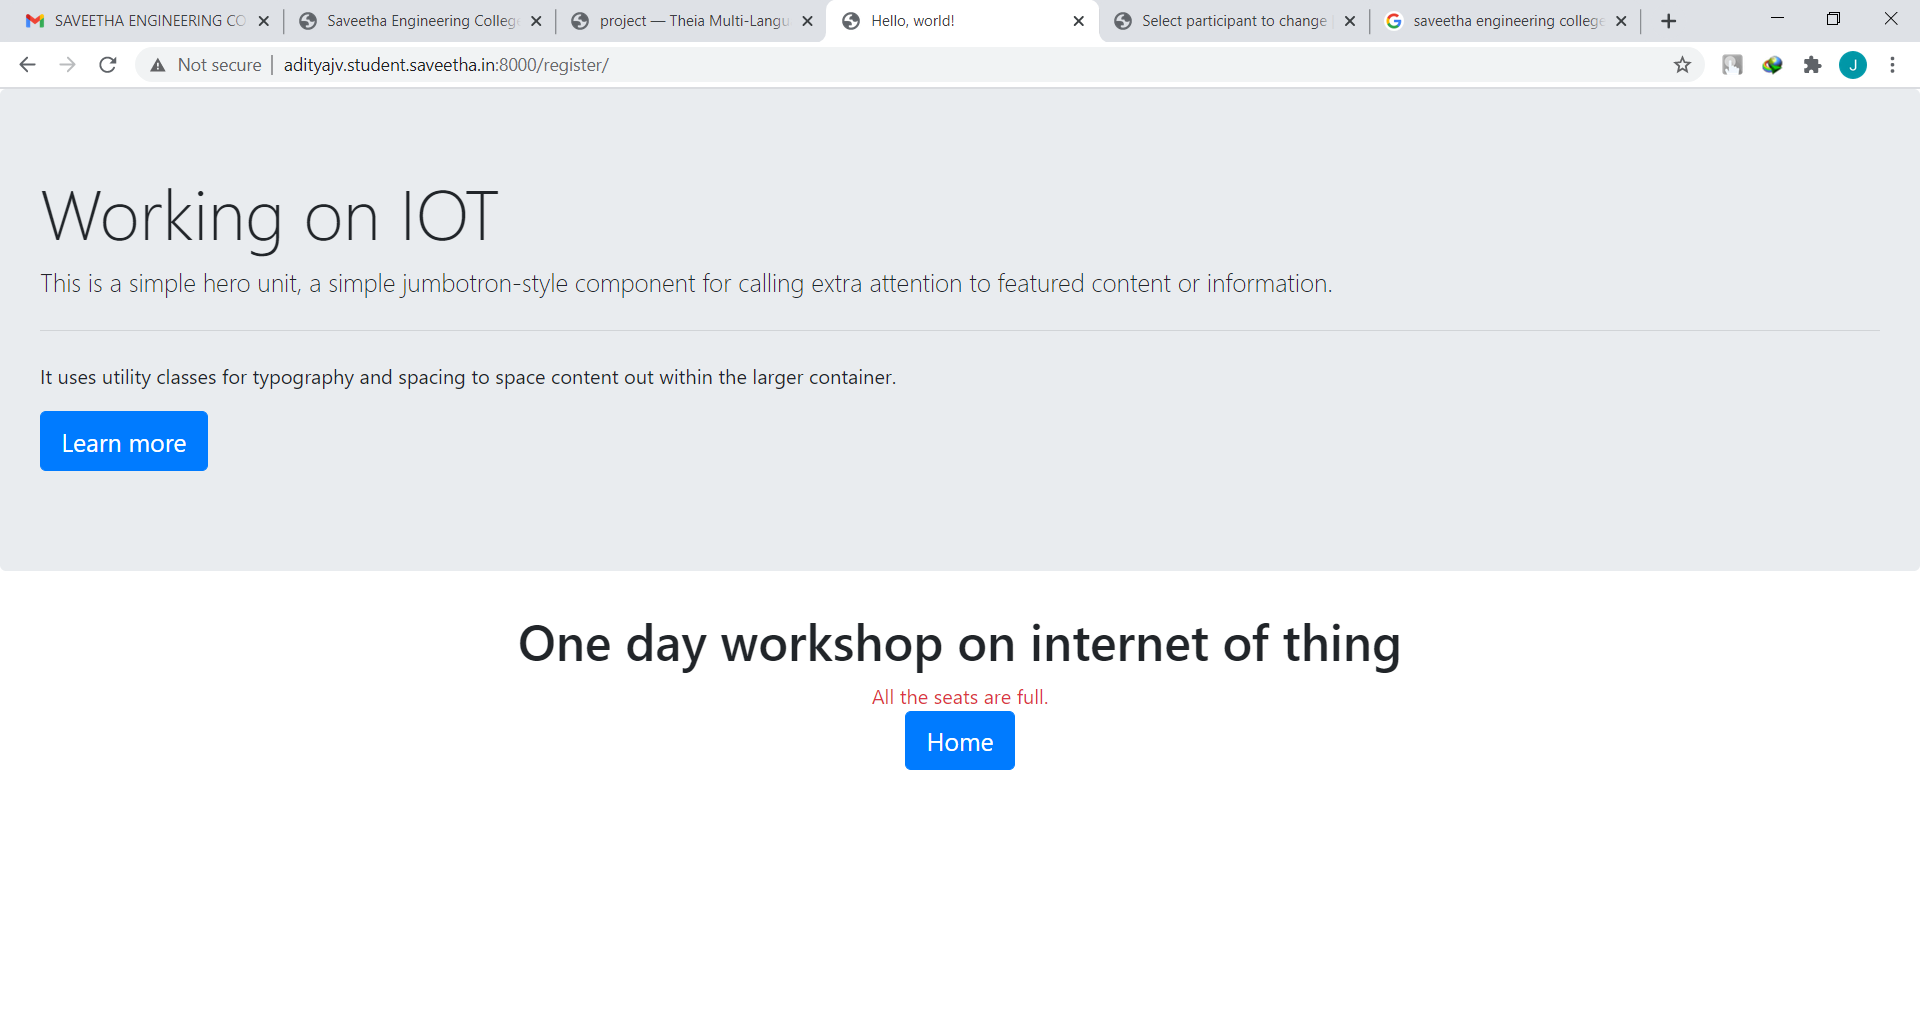 SAVEETHA ENGINEERING CO
Saveetha Engineering College
project — Theia Multi-Langu
Hello, world!
Select participant to change
saveetha engineering college
Not secure
adityajv.student.saveetha.in:8000/register/
J
Working on IOT
This is a simple hero unit, a simple jumbotron-style component for calling extra attention to featured content or information.
It uses utility classes for typography and spacing to space content out within the larger container.
Learn more
One day workshop on internet of thing
All the seats are full.
Home